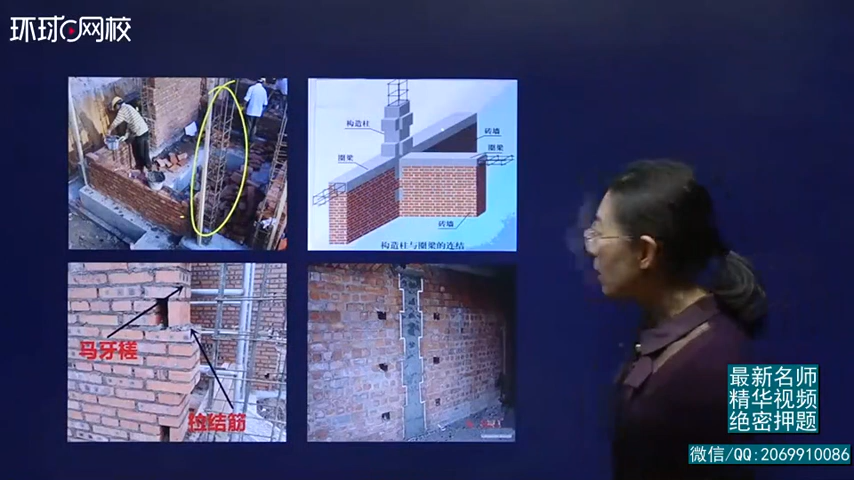 环球网校
构造柱
砖墙
圈梁
圈梁
砖墙
构造柱与圈梁的连结
马牙槎
拉结筋
最新名师
精华视频
绝密押题
微信/QQ:2069910086